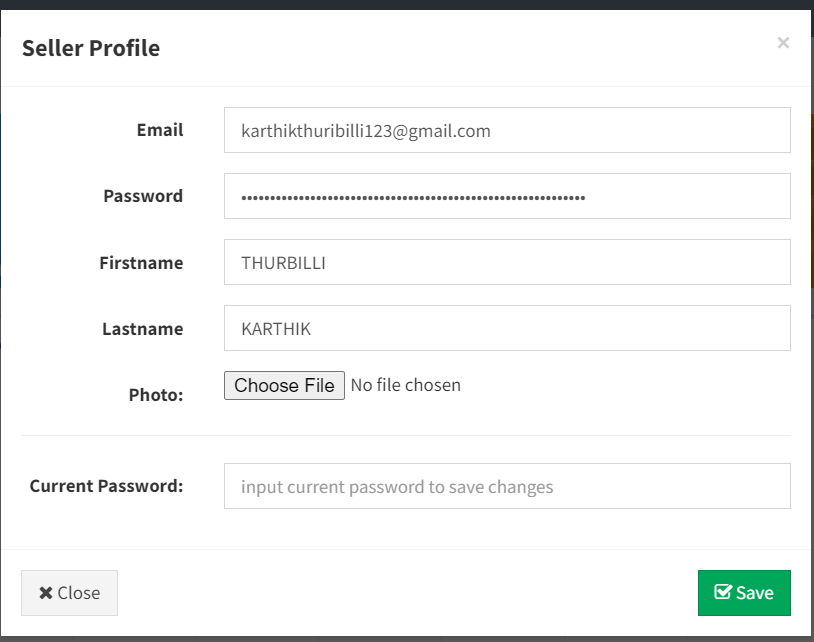 Seller Profile ×
Email karthikthuribilli123@gmail.com
Password ••••••••••••••••••••••••••••••••••••••••••••••••••••••••••••
Firstname THURBILLI
Lastname KARTHIK
Photo: Choose File No file chosen
Current Password: input current password to save changes
Close Save